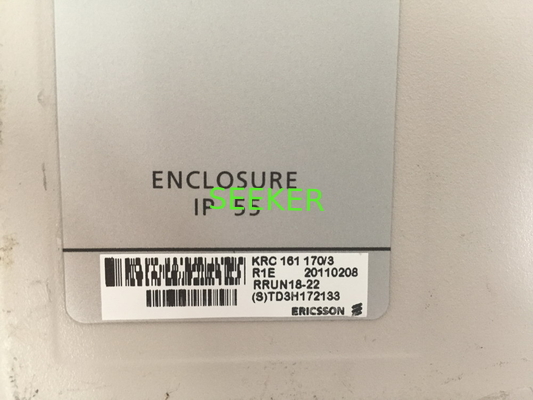 ENCLOSURE
IP 55
SEEKER
KRC 161 170/3
R1E 20110208
RRUN18-22
(S)TD3H172133
ERICSSON